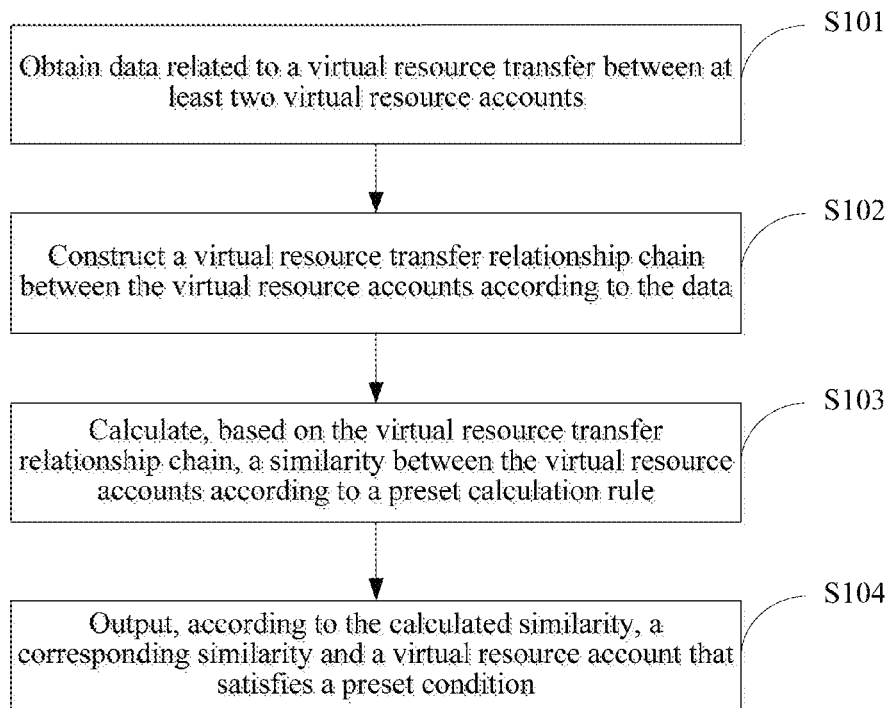 S101
Obtain data related to a virtual resource transfer between at
least two virtual resource accounts
S102
Construct a virtual resource transfer relationship chain
between the virtual resource accounts according to the data
S103
Calculate, based on the virtual resource transfer
relationship chain, a similarity between the virtual resource
accounts according to a preset calculation rule
S104
Output, according to the calculated similarity, a
corresponding similarity and a virtual resource account that
satisfies a preset condition